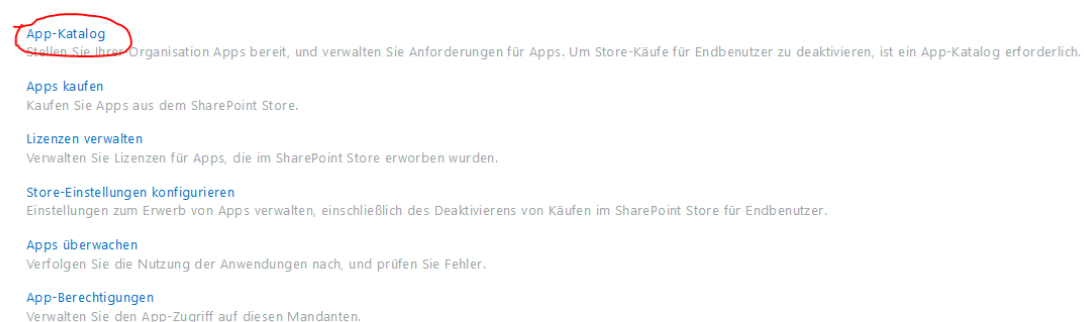 App-Katalog
Stellen Sie Ihrer Organisation Apps bereit, und verwalten Sie Anforderungen für Apps. Um Store-Käufe für Endbenutzer zu deaktivieren, ist ein App-Katalog erforderlich.
Apps kaufen
Kaufen Sie Apps aus dem SharePoint Store.
Lizenzen verwalten
Verwalten Sie Lizenzen für Apps, die im SharePoint Store erworben wurden.
Store-Einstellungen konfigurieren
Einstellungen zum Erwerb von Apps verwalten, einschließlich des Deaktivierens von Käufen im SharePoint Store für Endbenutzer.
Apps überwachen
Verfolgen Sie die Nutzung der Anwendungen nach, und prüfen Sie Fehler.
App-Berechtigungen
Verwalten Sie den App-Zugriff auf diesen Mandanten.